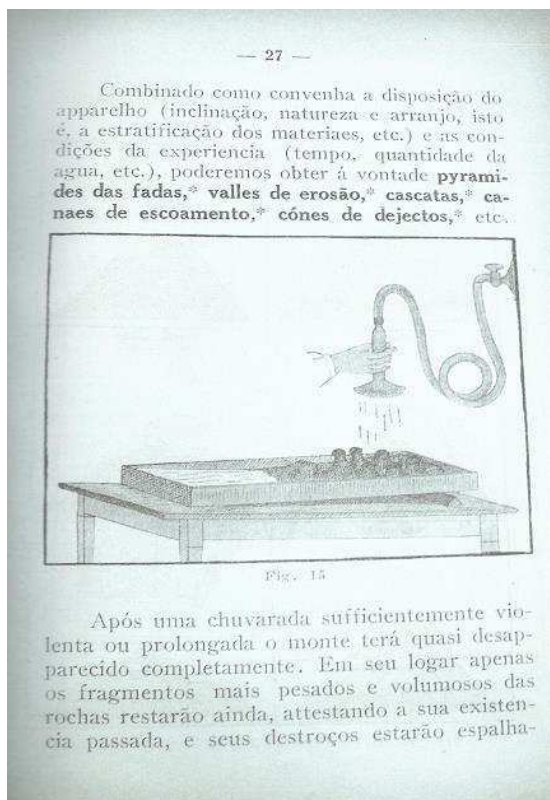 — 27 —
Combinado como convenha a disposição do
apparelho (inclinação, natureza e arranjo, isto
é, a estratificação dos materiaes, etc.) e as con-
dições da experiencia (tempo, quantidade da
agua, etc.), poderemos obter á vontade pyrami-
des das fadas,* valles de erosão,* cascatas,* ca-
naes de escoamento,* cónes de dejectos,* etc.
Fig. 15
Após uma chuvarada sufficientemente vio-
lenta ou prolongada o monte terá quasi desap-
parecido completamente. Em seu logar apenas
os fragmentos mais pesados e volumosos das
rochas restarão ainda, attestando a sua existen-
cia passada, e seus destroços estarão espalha-